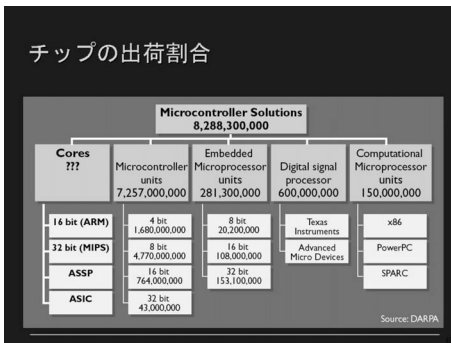 チップの出荷割合
Microcontroller Solutions
8,288,300,000
Cores
???
Microcontroller
units
7,257,000,000
Embedded
Microprocessor
units
281,300,000
Digital signal
processor
600,000,000
Computational
Microprocessor
units
150,000,000
16 bit (ARM)
32 bit (MIPS)
ASSP
ASIC
4 bit
1,680,000,000
8 bit
4,770,000,000
16 bit
764,000,000
32 bit
43,000,000
8 bit
20,200,000
16 bit
108,000,000
32 bit
153,100,000
Texas
Instruments
Advanced
Micro Devices
x86
PowerPC
SPARC
Source: DARPA